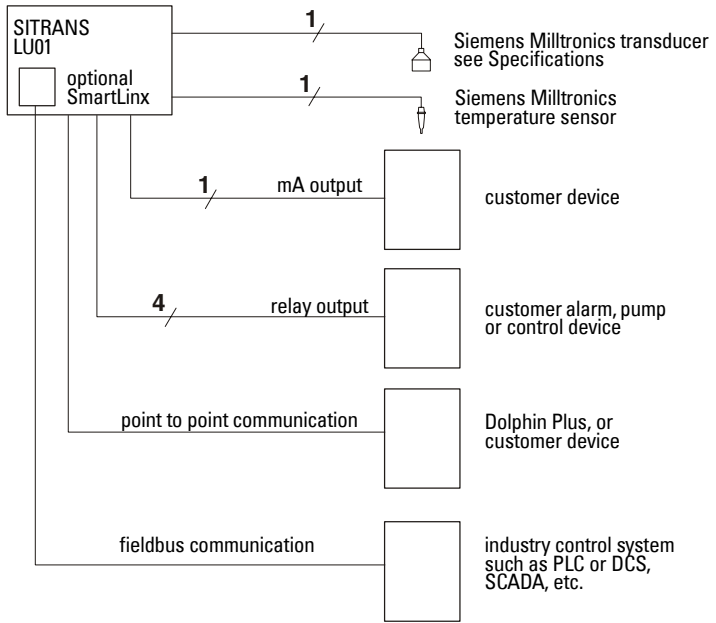 SITRANS
LU01
optional
SmartLinx
1
Siemens Milltronics transducer
see Specifications
1
Siemens Milltronics
temperature sensor
1
mA output
customer device
4
relay output
customer alarm, pump
or control device
point to point communication
Dolphin Plus, or
customer device
fieldbus communication
industry control system
such as PLC or DCS,
SCADA, etc.